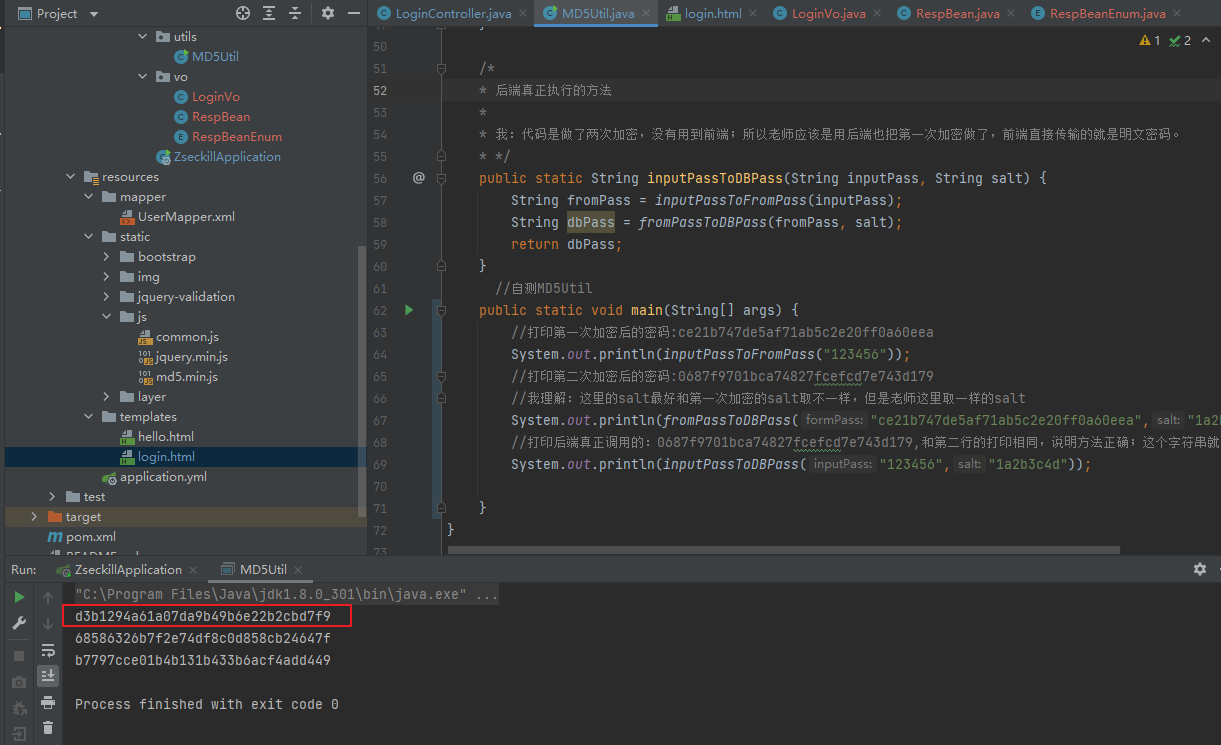 Project
LoginController.java
MD5Util.java
login.html
LoginVo.java
RespBean.java
RespBeanEnum.java
utils
MD5Util
vo
LoginVo
RespBean
RespBeanEnum
ZseckillApplication
resources
mapper
UserMapper.xml
static
bootstrap
img
jquery-validation
js
common.js
jquery.min.js
md5.min.js
layer
templates
hello.html
login.html
application.yml
test
target
pom.xml
1 2
50
51 /*
52 * 后端真正执行的方法
53 *
54 * 我: 代码是做了两次加密，没有用到前端；所以老师应该是用后端也把第一次加密做了，前端直接传输的就是明文密码。
55 * */
56 @ public static String inputPassToDBPass(String inputPass, String salt) {
57 String fromPass = inputPassToFromPass(inputPass);
58 String dbPass = fromPassToDBPass(fromPass, salt);
59 return dbPass;
60 }
61 //自测MD5Util
62 public static void main(String[] args) {
63 //打印第一次加密后的密码:ce21b747de5af71ab5c2e20ff0a60eea
64 System.out.println(inputPassToFromPass("123456"));
65 //打印第二次加密后的密码:0687f9701bca74827fcefcd7e743d179
66 //我理解: 这里的salt最好和第一次加密的salt取不一样，但是老师这里取一样的salt
67 System.out.println(fromPassToDBPass( formPass: "ce21b747de5af71ab5c2e20ff0a60eea", salt: "1a2
68 //打印后端真正调用的: 0687f9701bca74827fcefcd7e743d179,和第二行的打印相同，说明方法正确；这个字符串就
69 System.out.println(inputPassToDBPass( inputPass: "123456", salt: "1a2b3c4d"));
70
71 }
72 }
73
Run: ZseckillApplication MD5Util
"C:\Program Files\Java\jdk1.8.0_301\bin\java.exe" ...
d3b1294a61a07da9b49b6e22b2cbd7f9
68586326b7f2e74df8c0d858cb24647f
b7797cce01b4b131b433b6acf4add449
Process finished with exit code 0